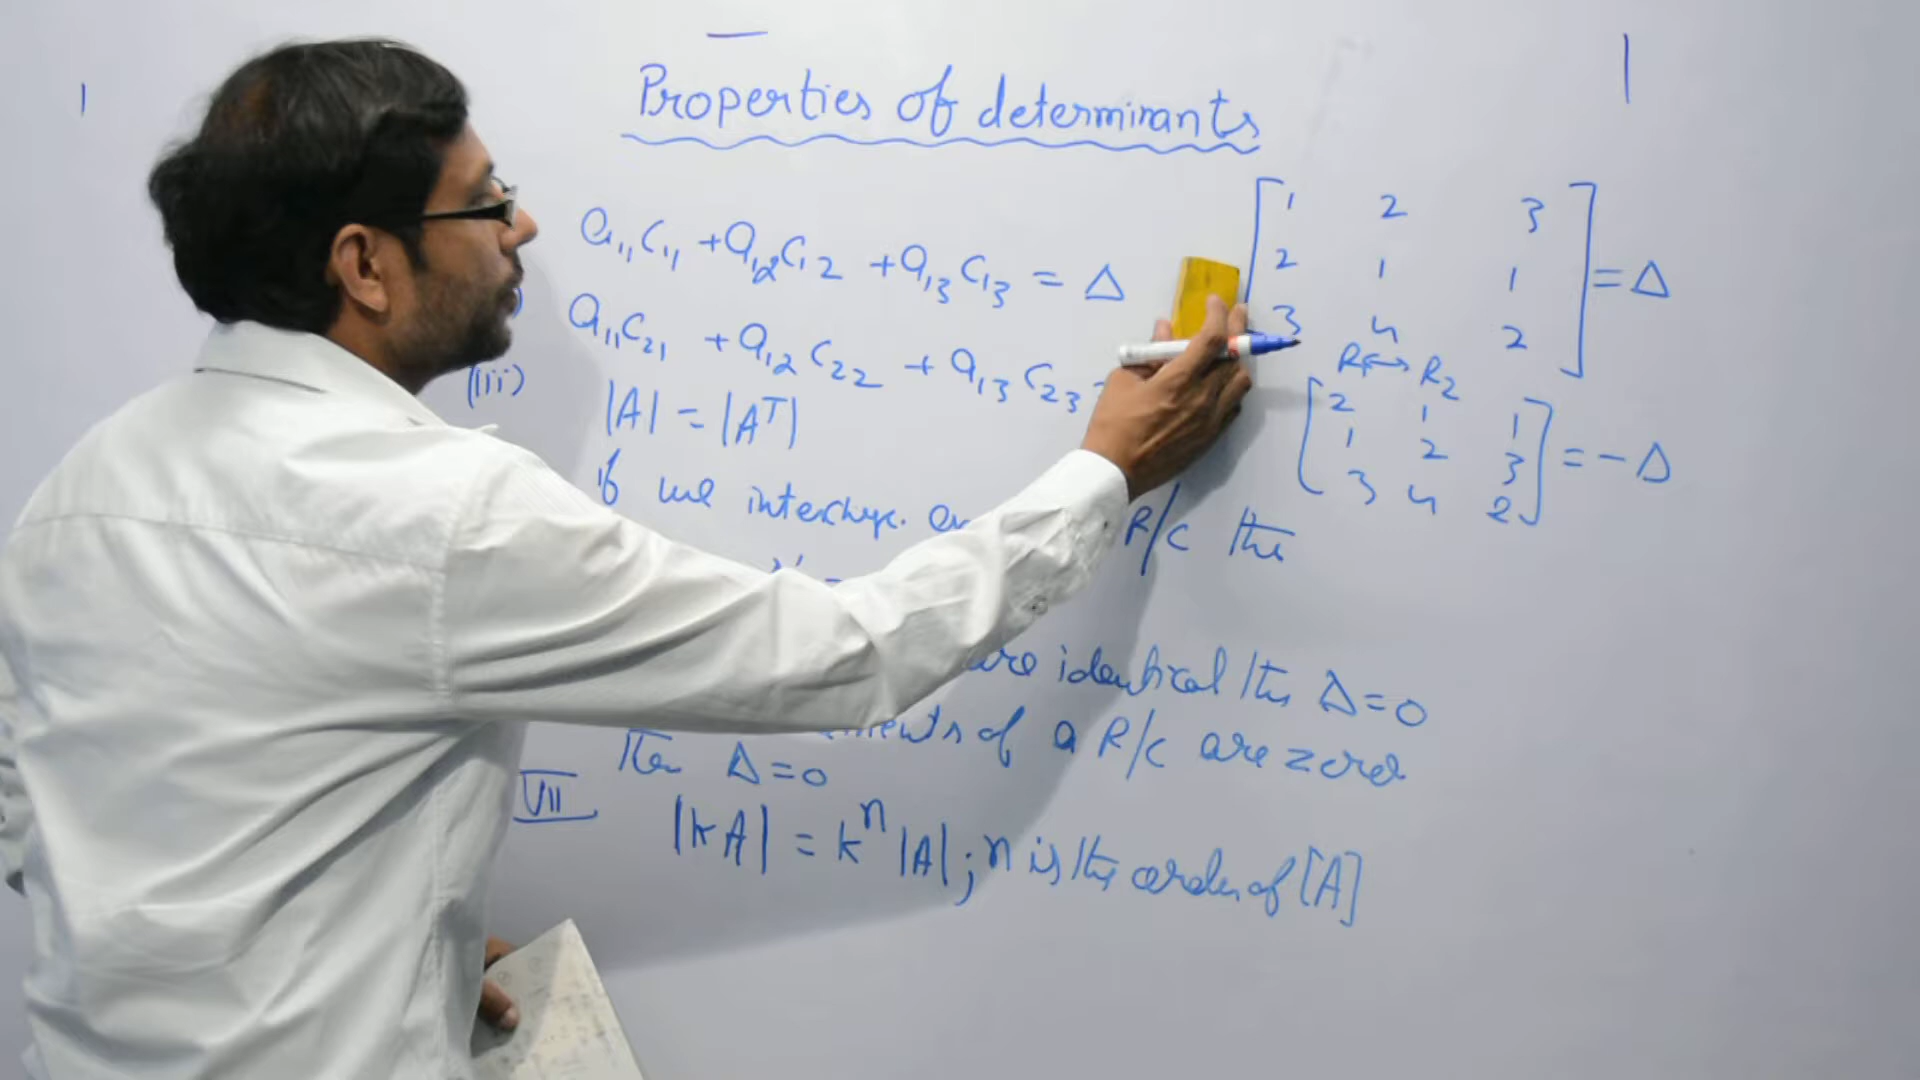 Properties of determinants
a₁₁C₁₁ + a₁₂C₁₂ + a₁₃C₁₃ = Δ
a₁₁C₂₁ + a₁₂C₂₂ + a₁₃C₂₃
(iii) |A| = |Aᵀ|
if we R/C the
are identical the Δ=0
of a R/C are zero
then Δ=0
VII |kA| = kⁿ|A|; n is the order of [A]
1 2 3
2 1 1 = Δ
3 4 2
R₁↔R₂
2 1 1
1 2 3 = -Δ
3 4 2